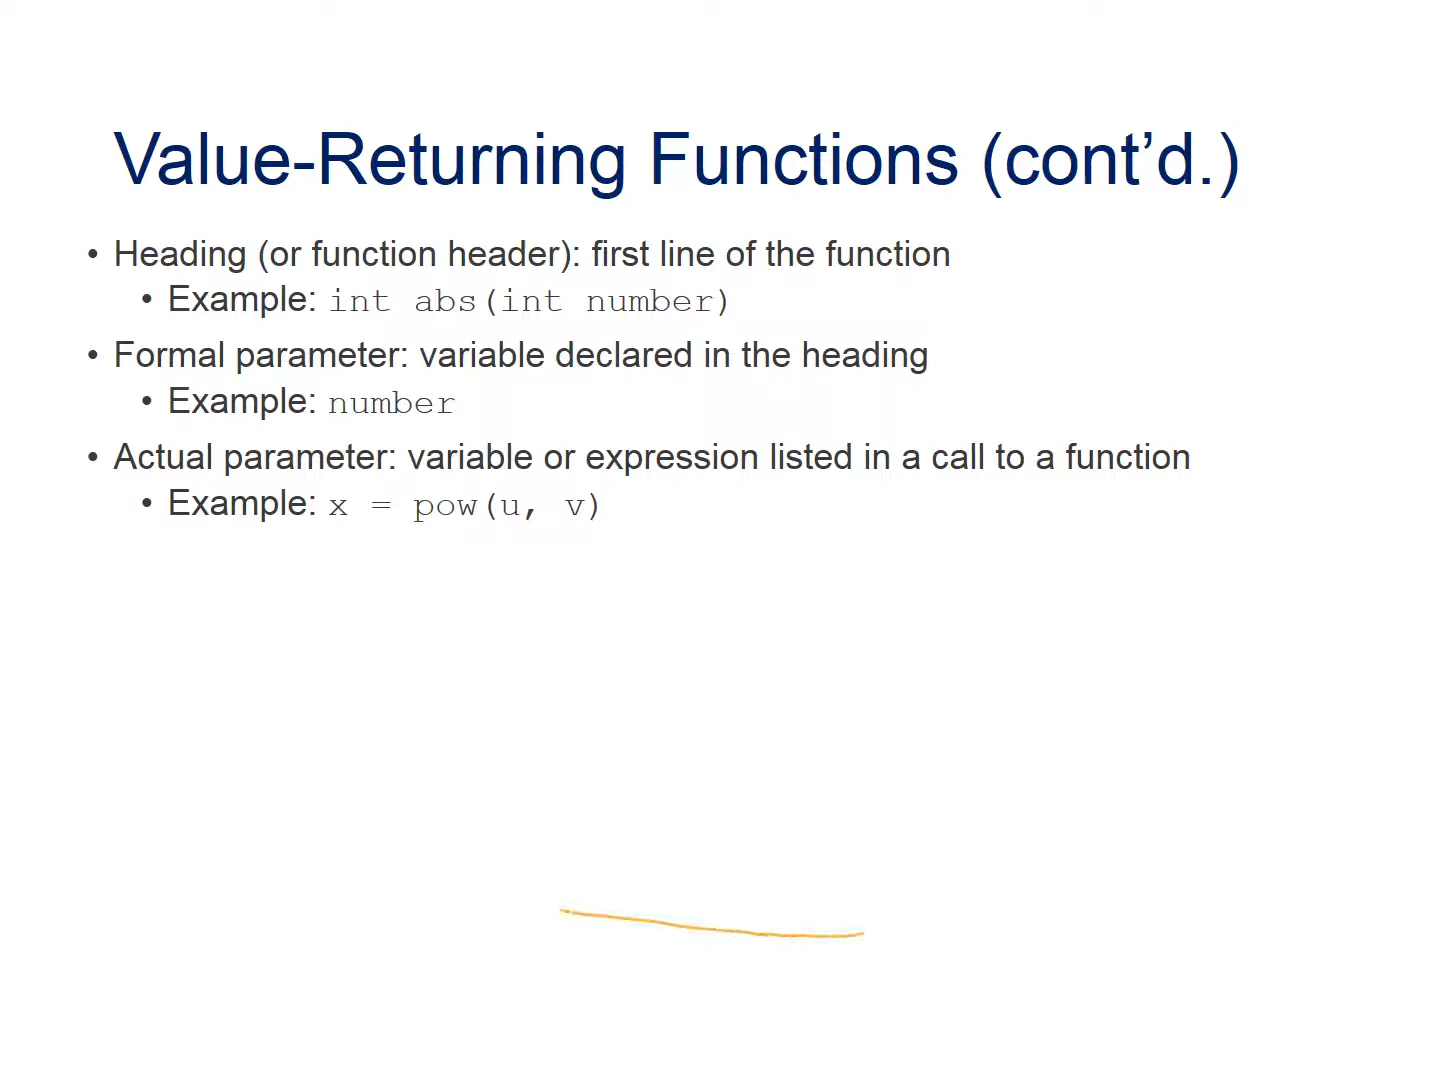 Value-Returning Functions (cont’d.)
• Heading (or function header): first line of the function
• Example: int abs(int number)
• Formal parameter: variable declared in the heading
• Example: number
• Actual parameter: variable or expression listed in a call to a function
• Example: x = pow(u, v)